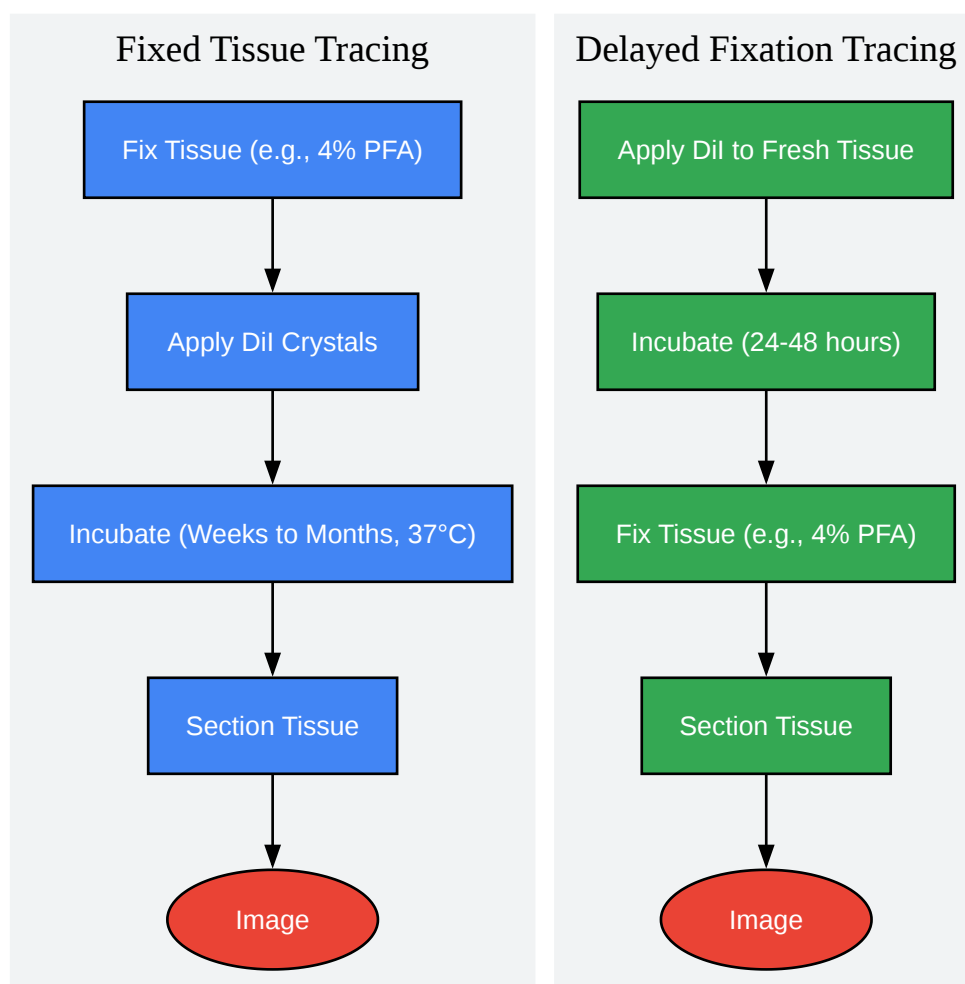 Fixed Tissue Tracing
Fix Tissue (e.g., 4% PFA)
Apply DiI Crystals
Incubate (Weeks to Months, 37°C)
Section Tissue
Image
Delayed Fixation Tracing
Apply DiI to Fresh Tissue
Incubate (24-48 hours)
Fix Tissue (e.g., 4% PFA)
Section Tissue
Image